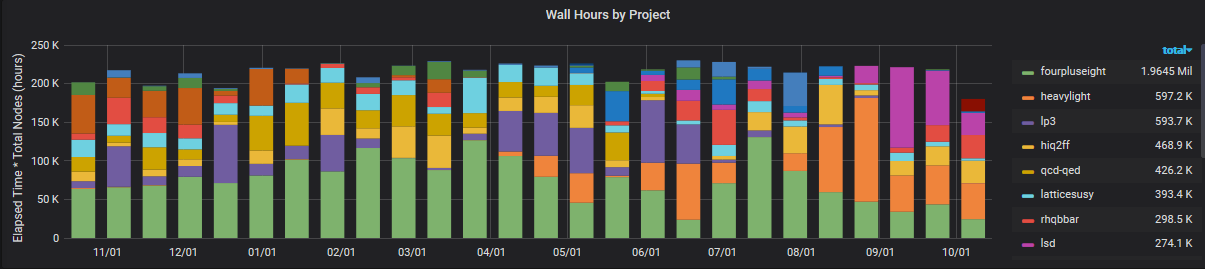 Wall Hours by Project
Elapsed Time * Total Nodes (hours)
250 K
200 K
150 K
100 K
50 K
0
11/01 12/01 01/01 02/01 03/01 04/01 05/01 06/01 07/01 08/01 09/01 10/01
total
fourpluseight 1.9645 Mil
heavylight 597.2 K
lp3 593.7 K
hiq2ff 468.9 K
qcd-qed 426.2 K
latticesusy 393.4 K
rhqbbar 298.5 K
lsd 274.1 K